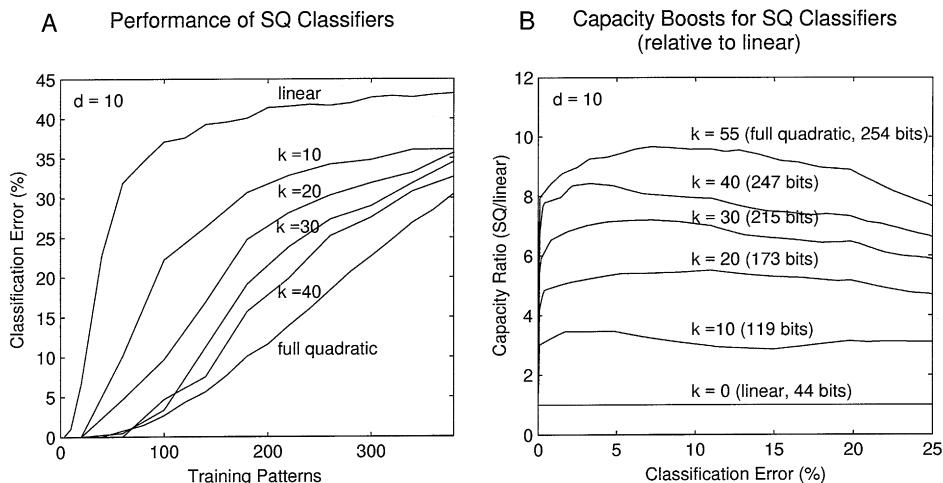 A
Performance of SQ Classifiers
d = 10
linear
k =10
k =20
k =30
k =40
full quadratic
45
40
35
30
25
20
15
10
5
0
0
100
200
300
Classification Error (%)
Training Patterns
B
Capacity Boosts for SQ Classifiers
(relative to linear)
d = 10
k = 55 (full quadratic, 254 bits)
k = 40 (247 bits)
k = 30 (215 bits)
k = 20 (173 bits)
k =10 (119 bits)
k = 0 (linear, 44 bits)
12
10
8
6
4
2
0
0
5
10
15
20
25
Capacity Ratio (SQ/linear)
Classification Error (%)